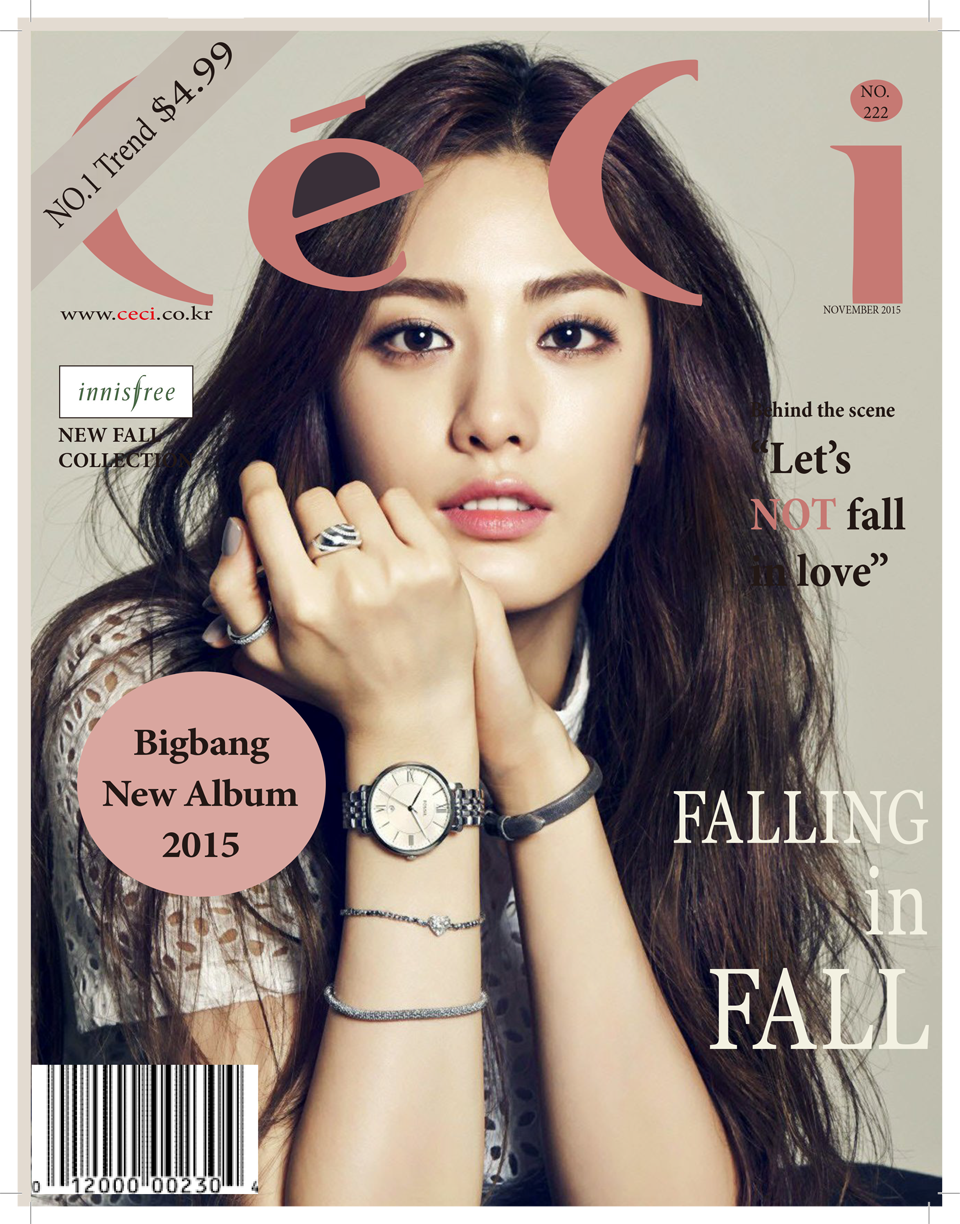 NO.1 Trend $4.99
CēCi
NO.
222
www.ceci.co.kr
NOVEMBER 2015
innisfree
NEW FALL
COLLECTION
Behind the scene
“Let’s
NOT fall
in love”
Bigbang
New Album
2015
FALLING
in
FALL
0 12000 00230 4